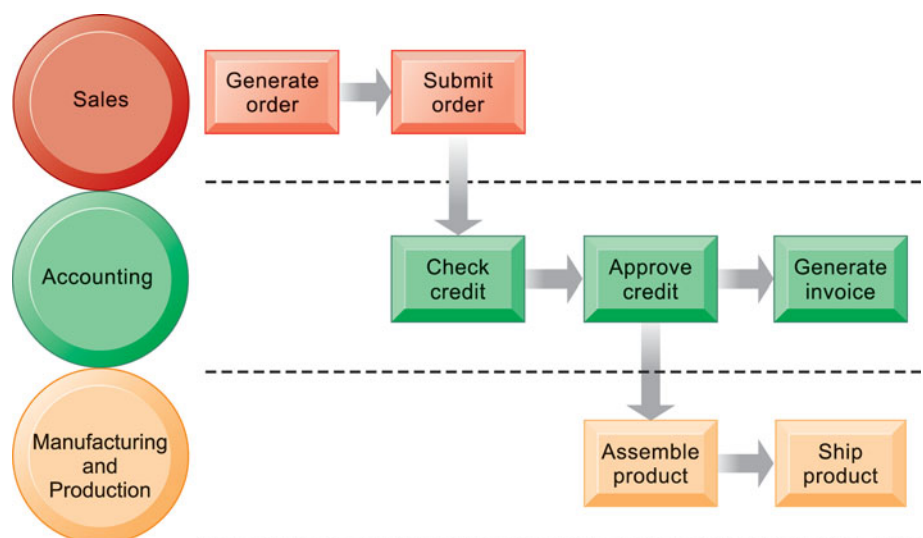 Sales
Generate
order
Submit
order
Accounting
Check
credit
Approve
credit
Generate
invoice
Manufacturing
and
Production
Assemble
product
Ship
product